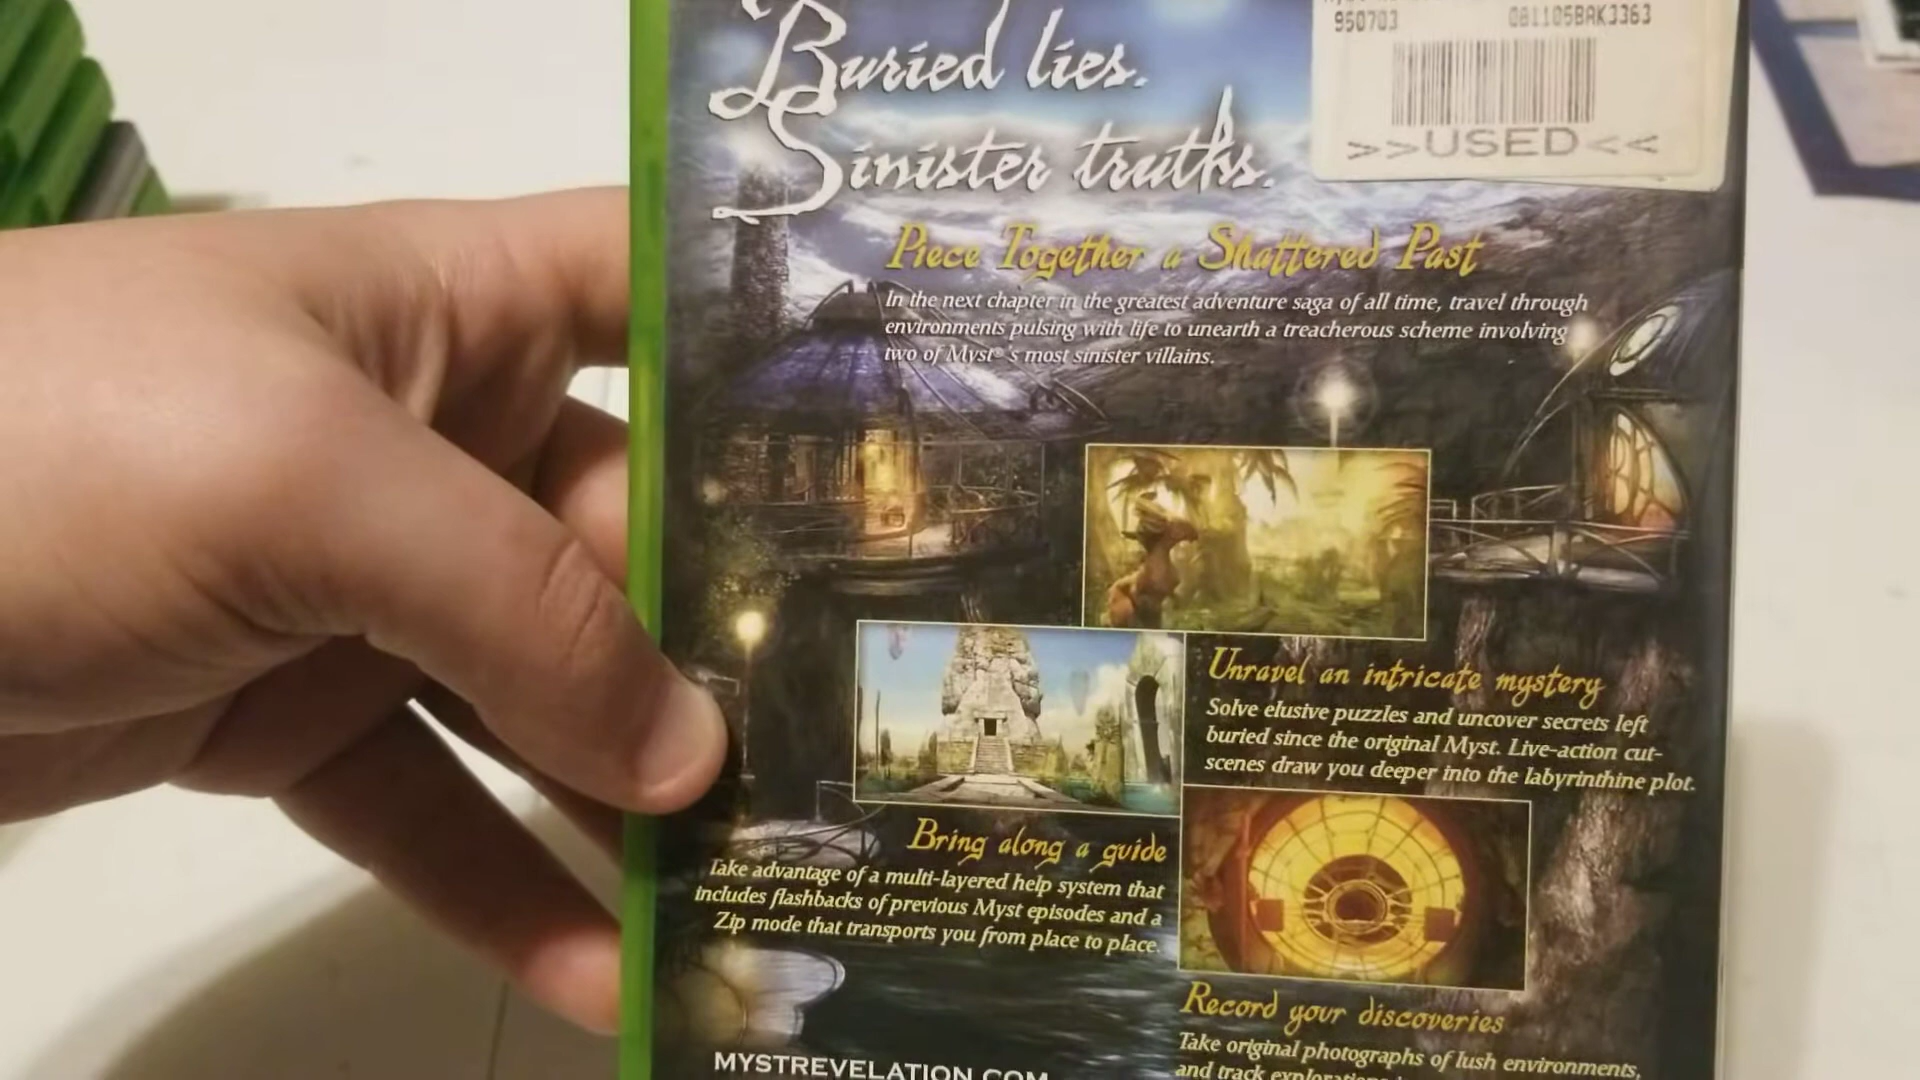 Buried lies.
Sinister truths.
950703 081105BAK3363
>>USED<<
Piece Together a Shattered Past
In the next chapter in the greatest adventure saga of all time, travel through
environments pulsing with life to unearth a treacherous scheme involving
two of Myst®'s most sinister villains.
Unravel an intricate mystery
Solve elusive puzzles and uncover secrets left
buried since the original Myst. Live-action cut-
scenes draw you deeper into the labyrinthine plot.
Bring along a guide
Take advantage of a multi-layered help system that
includes flashbacks of previous Myst episodes and a
Zip mode that transports you from place to place.
Record your discoveries
Take original photographs of lush environments,
and track
MYSTREVELATION.COM